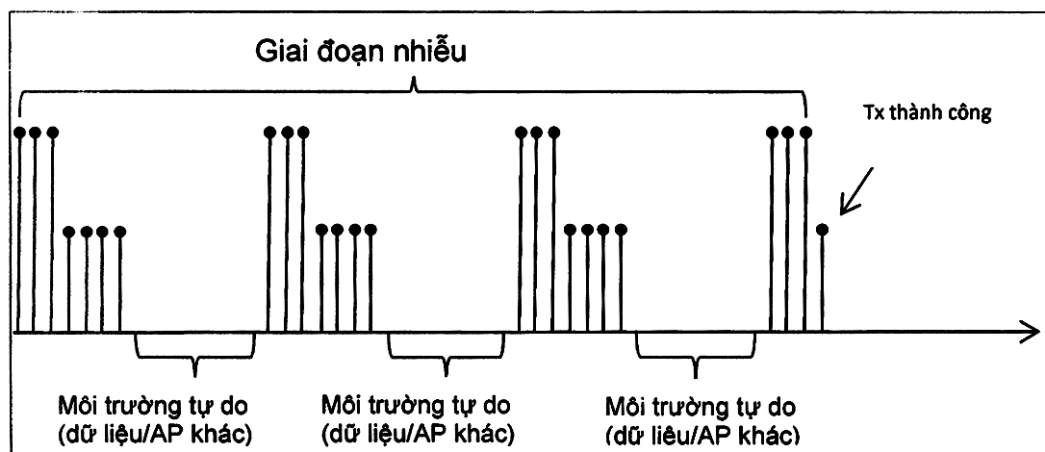 Giai đoạn nhiễu
Tx thành công
Môi trường tự do
(dữ liệu/AP khác)
Môi trường tự do
(dữ liệu/AP khác)
Môi trường tự do
(dữ liêu/AP khác)